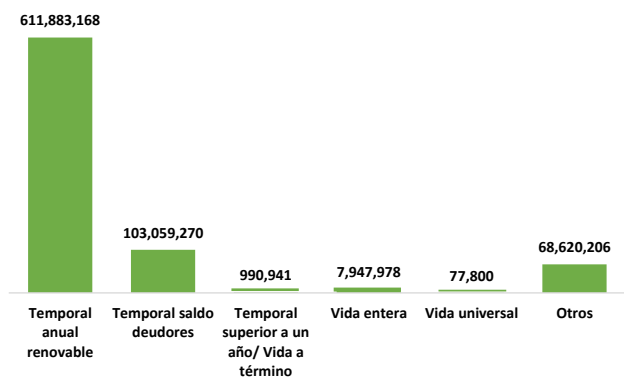 611,883,168
103,059,270
990,941
7,947,978
77,800
68,620,206
Temporal
anual
renovable
Temporal saldo
deudores
Temporal
superior a un
año/ Vida a
término
Vida entera
Vida universal
Otros